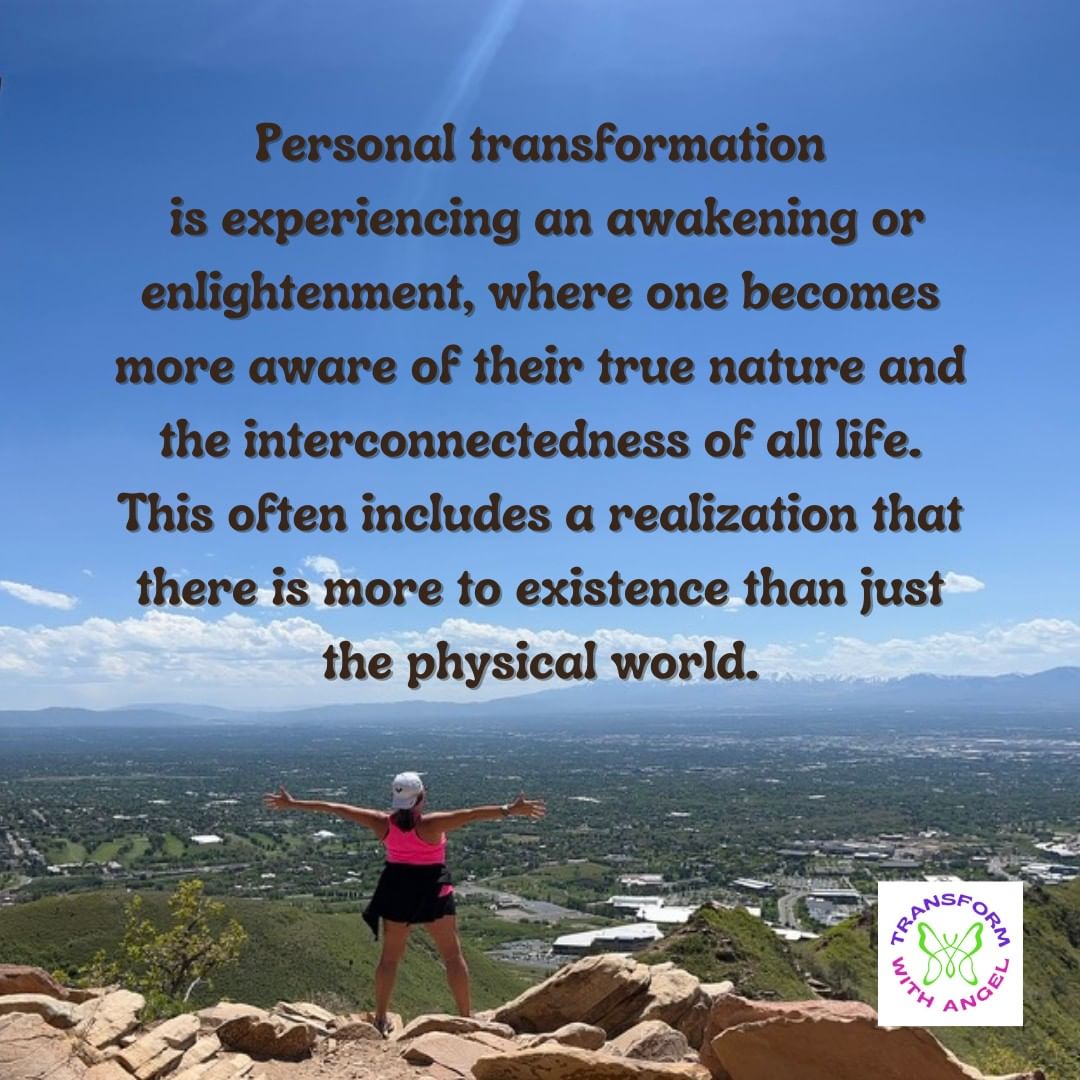 Personal transformation
is experiencing an awakening or
enlightenment, where one becomes
more aware of their true nature and
the interconnectedness of all life.
This often includes a realization that
there is more to existence than just
the physical world.
TRANSFORM
WITH ANGEL